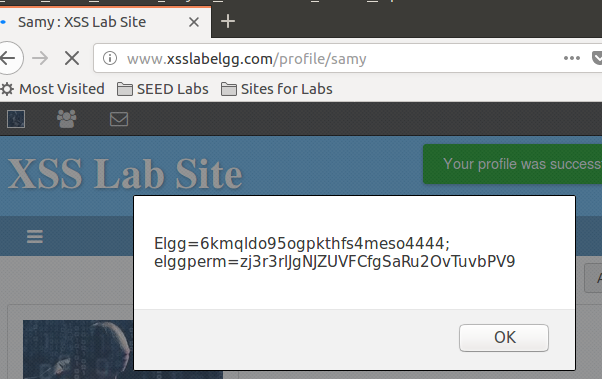 Samy : XSS Lab Site
www.xsslabelgg.com/profile/samy
Most Visited SEED Labs Sites for Labs
XSS Lab Site
Your profile was success
Elgg=6kmqldo95ogpkthfs4meso4444;
elggperm=zj3r3rlJgNJZUVFCfgSaRu2OvTuvbPV9
OK